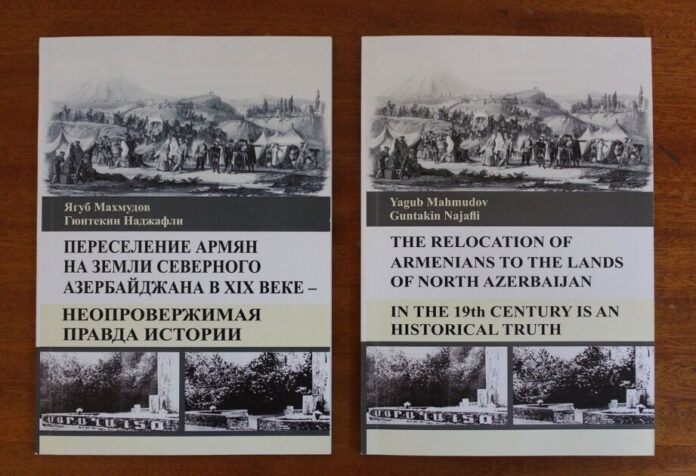 Ягуб Махмудов
Гюнтекин Наджафли
ПЕРЕСЕЛЕНИЕ АРМЯН
НА ЗЕМЛИ СЕВЕРНОГО
АЗЕРБАЙДЖАНА В XIX ВЕКЕ –
НЕОПРОВЕРЖИМАЯ
ПРАВДА ИСТОРИИ
Yagub Mahmudov
Guntakin Najafli
THE RELOCATION OF
ARMENIANS TO THE LANDS
OF NORTH AZERBAIJAN
IN THE 19th CENTURY IS AN
HISTORICAL TRUTH